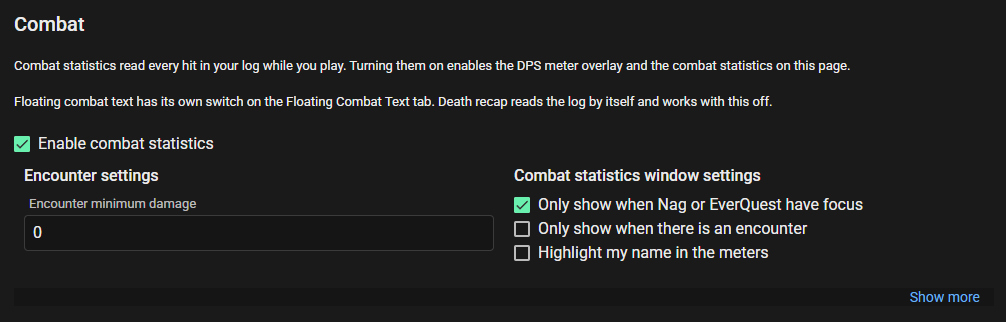 Combat
Combat statistics read every hit in your log while you play. Turning them on enables the DPS meter overlay and the combat statistics on this page.
Floating combat text has its own switch on the Floating Combat Text tab. Death recap reads the log by itself and works with this off.
Enable combat statistics
Encounter settings
Encounter minimum damage
0
Combat statistics window settings
Only show when Nag or EverQuest have focus
Only show when there is an encounter
Highlight my name in the meters
Show more